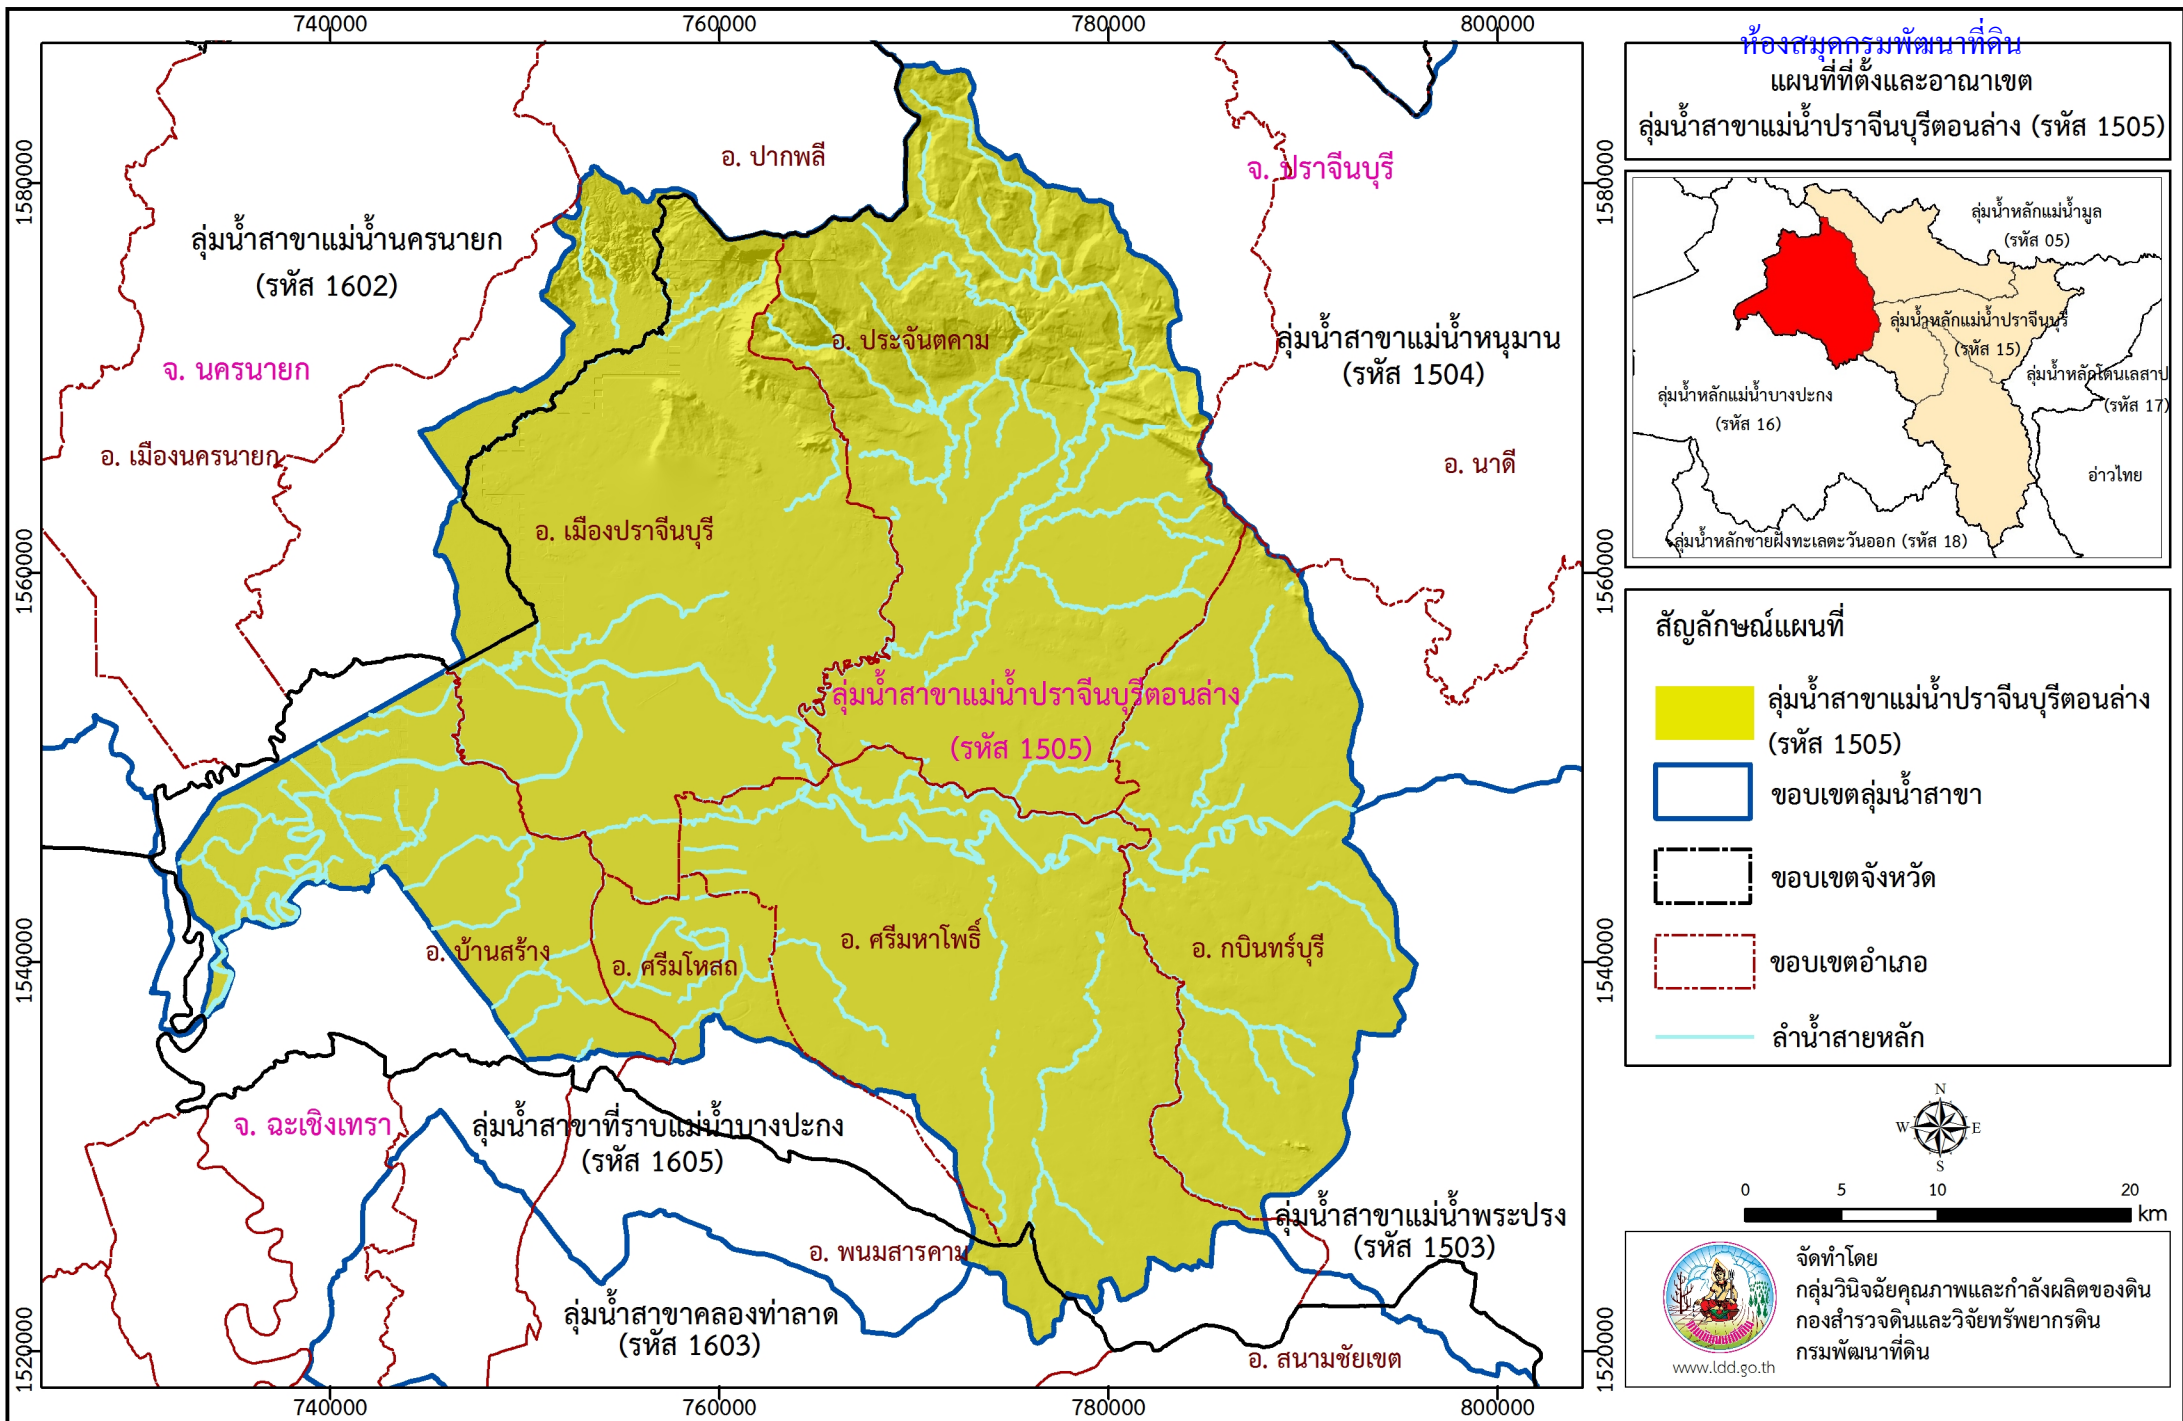 740000
760000
780000
800000
ห้องสมุดกรมพัฒนาที่ดิน
แผนที่ที่ตั้งและอาณาเขต
ลุ่มน้ำสาขาแม่น้ำปราจีนบุรีตอนล่าง (รหัส 1505)
1580000
1560000
1540000
1520000
อ. ปากพลี
จ. ปราจีนบุรี
ลุ่มน้ำสาขาแม่น้ำนครนายก
(รหัส 1602)
จ. นครนายก
อ. เมืองนครนายก
อ. ประจันตคาม
ลุ่มน้ำสาขาแม่น้ำหนุมาน
(รหัส 1504)
อ. นาดี
อ. เมืองปราจีนบุรี
ลุ่มน้ำสาขาแม่น้ำปราจีนบุรีตอนล่าง
(รหัส 1505)
อ. บ้านสร้าง
อ. ศรีมโหสถ
อ. ศรีมหาโพธิ์
อ. กบินทร์บุรี
จ. ฉะเชิงเทรา
ลุ่มน้ำสาขาที่ราบแม่น้ำบางปะกง
(รหัส 1605)
อ. พนมสารคาม
ลุ่มน้ำสาขาคลองท่าลาด
(รหัส 1603)
ลุ่มน้ำสาขาแม่น้ำพระปรง
(รหัส 1503)
อ. สนามชัยเขต
1580000
1560000
1540000
1520000
740000
760000
780000
800000
ลุ่มน้ำหลักแม่น้ำมูล
(รหัส 05)
ลุ่มน้ำหลักแม่น้ำปราจีนบุรี
(รหัส 15)
ลุ่มน้ำหลักโตนเลสาป
(รหัส 17)
ลุ่มน้ำหลักแม่น้ำบางปะกง
(รหัส 16)
อ่าวไทย
ลุ่มน้ำหลักชายฝั่งทะเลตะวันออก (รหัส 18)
สัญลักษณ์แผนที่
ลุ่มน้ำสาขาแม่น้ำปราจีนบุรีตอนล่าง
(รหัส 1505)
ขอบเขตลุ่มน้ำสาขา
ขอบเขตจังหวัด
ขอบเขตอำเภอ
ลำน้ำสายหลัก
N
W
E
S
0 5 10 20
km
จัดทำโดย
กลุ่มวินิจฉัยคุณภาพและกำลังผลิตของดิน
กองสำรวจดินและวิจัยทรัพยากรดิน
กรมพัฒนาที่ดิน
www.ldd.go.th